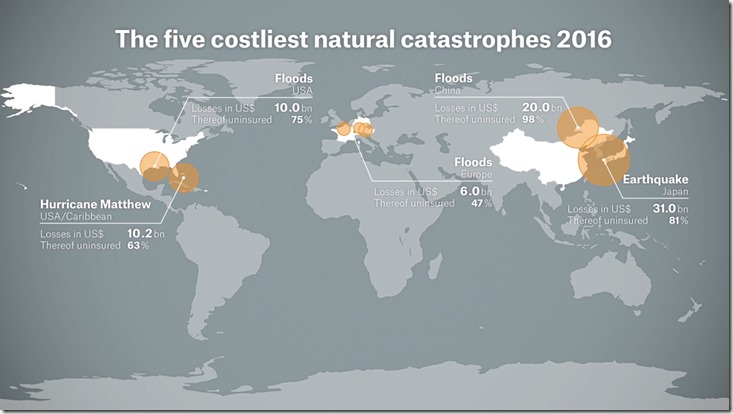 The five costliest natural catastrophes 2016
Floods
USA
Losses in US$ 10.0 bn
Thereof uninsured 75 %
Floods
China
Losses in US$ 20.0 bn
Thereof uninsured 98 %
Floods
Europe
Losses in US$ 6.0 bn
Thereof uninsured 47 %
Earthquake
Japan
Losses in US$ 31.0 bn
Thereof uninsured 81 %
Hurricane Matthew
USA/Caribbean
Losses in US$ 10.2 bn
Thereof uninsured 63 %